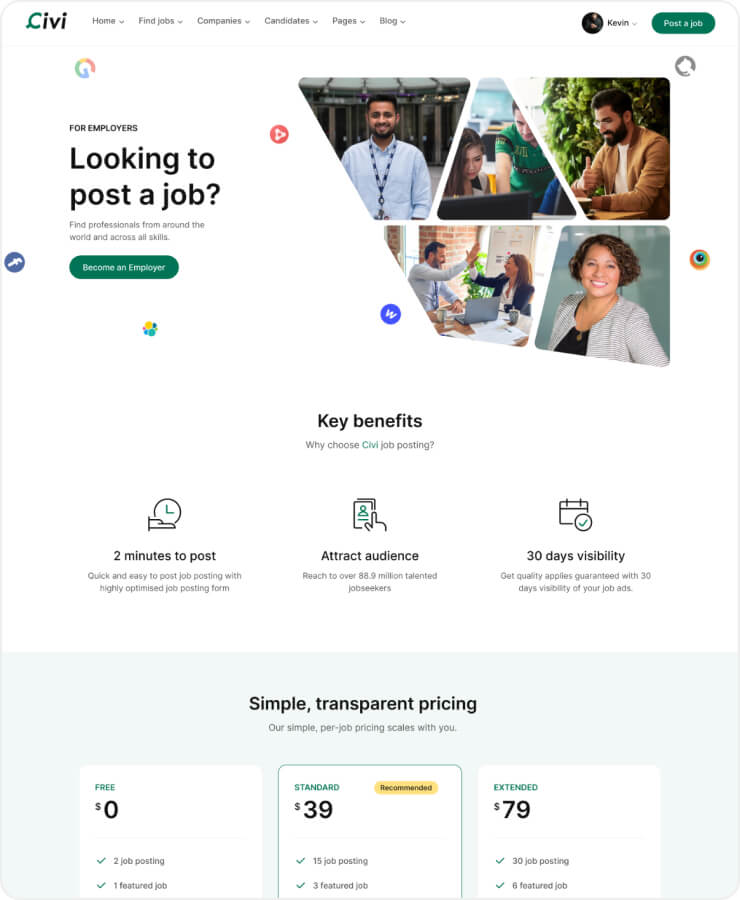 Civi
Home Find jobs Companies Candidates Pages Blog Kevin Post a job
FOR EMPLOYERS
Looking to
post a job?
Find professionals from around the
world and across all skills.
Become an Employer
Key benefits
Why choose Civi job posting?
2 minutes to post
Quick and easy to post job posting with
highly optimised job posting form
Attract audience
Reach to over 88.9 million talented
jobseekers
30 days visibility
Get quality applies guaranteed with 30
days visibility of your job ads.
Simple, transparent pricing
Our simple, per-job pricing scales with you.
FREE
$0
2 job posting
1 featured job
STANDARD Recommended
$39
15 job posting
3 featured job
EXTENDED
$79
30 job posting
6 featured job